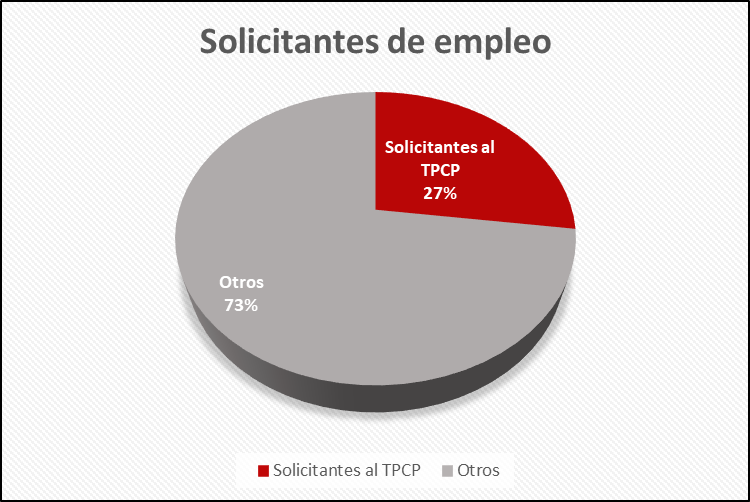 Solicitantes de empleo
Solicitantes al
TPCP
27%
Otros
73%
Solicitantes al TPCP
Otros